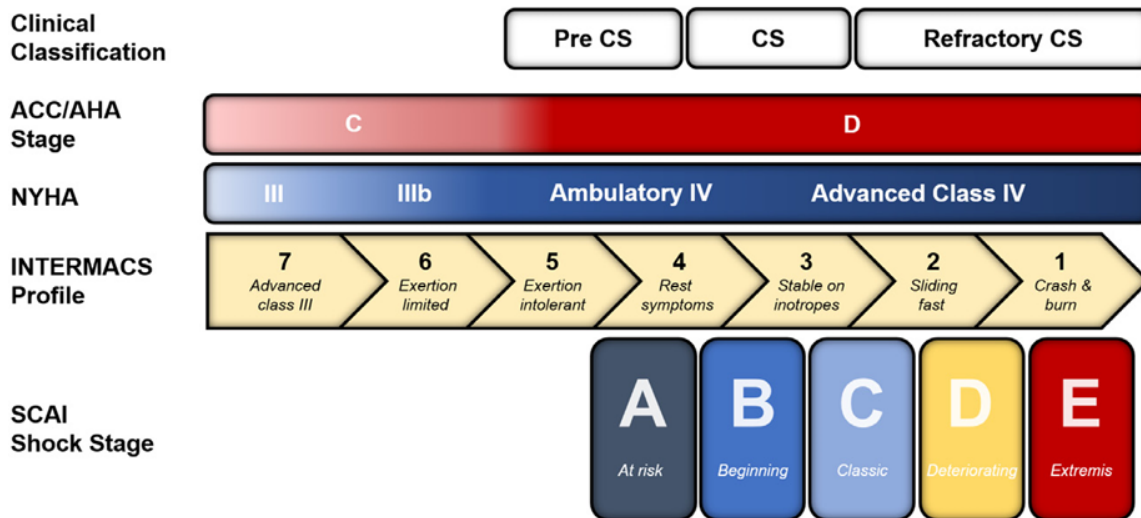 Clinical
Classification
Pre CS
CS
Refractory CS
ACC/AHA
Stage
C
D
NYHA
III
IIIb
Ambulatory IV
Advanced Class IV
INTERMACS
Profile
7
Advanced
class III
6
Exertion
limited
5
Exertion
intolerant
4
Rest
symptoms
3
Stable on
inotropes
2
Sliding
fast
1
Crash &
burn
SCAI
Shock Stage
A
At risk
B
Beginning
C
Classic
D
Deteriorating
E
Extremis